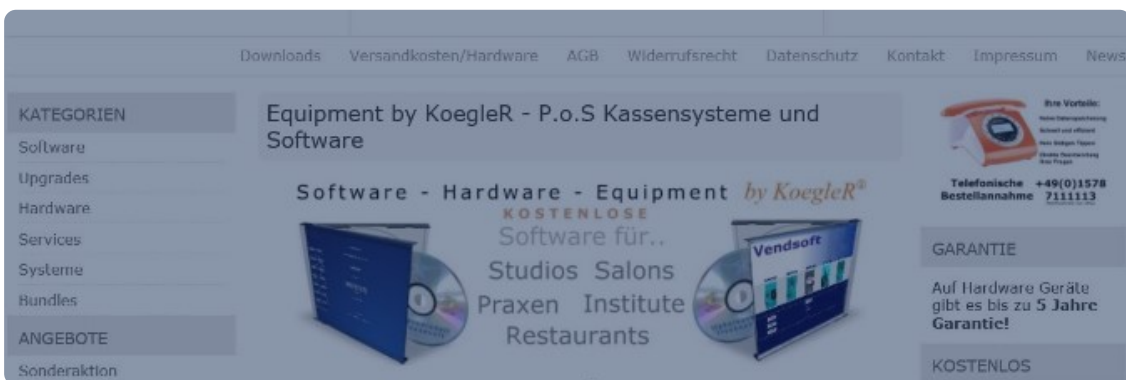 Downloads Versandkosten/Hardware AGB Widerrufsrecht Datenschutz Kontakt Impressum News
KATEGORIEN
Software
Upgrades
Hardware
Services
Systeme
Bundles
ANGEBOTE
Sonderaktion
Equipment by KoegleR - P.o.S Kassensysteme und
Software
Software - Hardware - Equipment by KoegleR®
KOSTENLOSE
Software für..
Studios Salons
Praxen Institute
Restaurants
Vendsoft
Ihre Vorteile:
Telefonische +49(0)1578
Bestellannahme 7111113
GARANTIE
Auf Hardware Geräte
gibt es bis zu 5 Jahre
Garantie!
KOSTENLOS